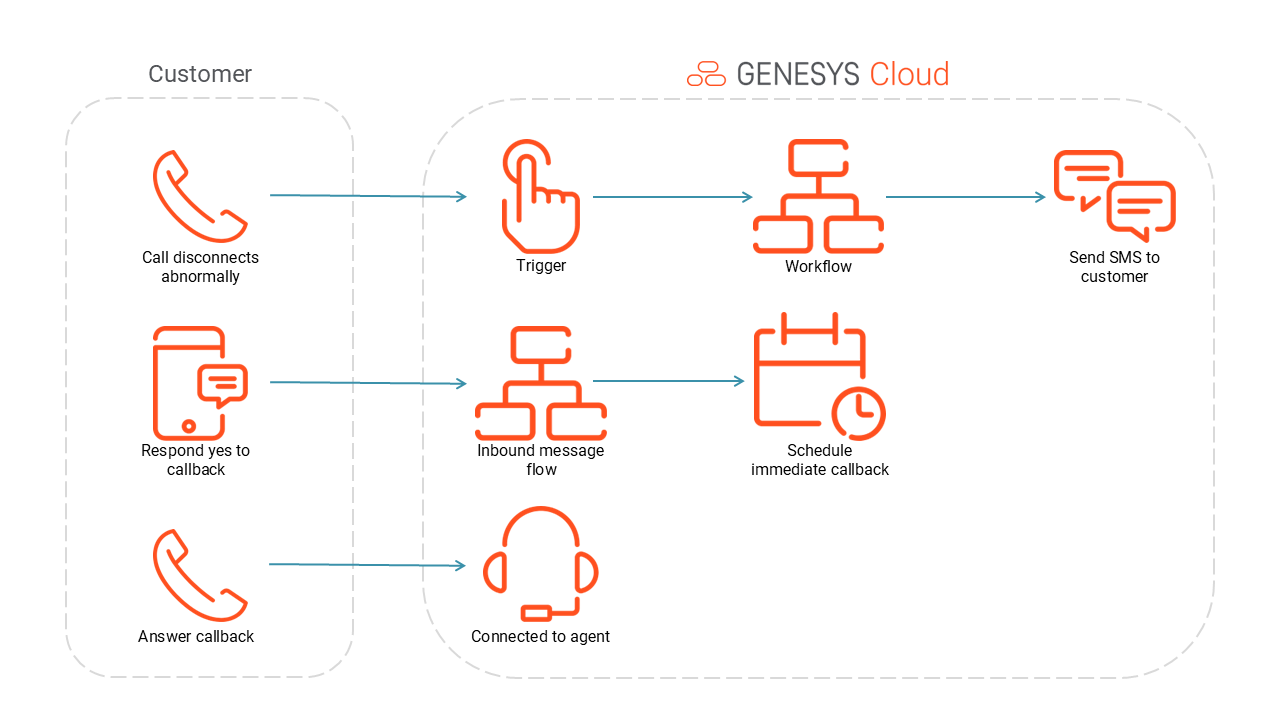 Customer
GENESYS Cloud
Call disconnects
abnormally
Trigger
Workflow
Send SMS to
customer
Respond yes to
callback
Inbound message
flow
Schedule
immediate callback
Answer callback
Connected to agent